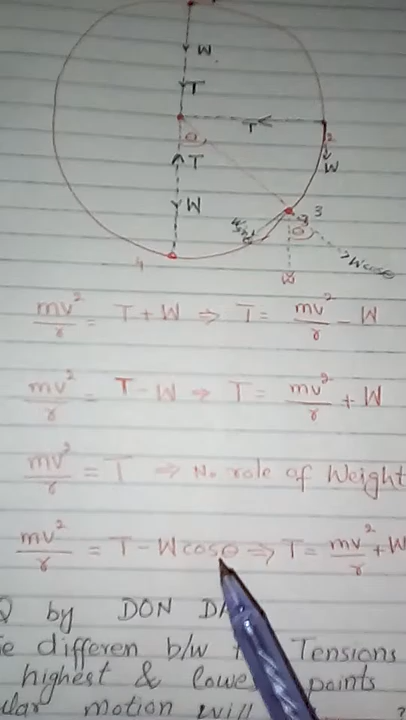 W
T
T
2
W
θ
T
W
3
θ
4
W
Wcosθ
mv²/r = T + W ⇒ T = mv²/r - W
mv²/r = T - W ⇒ T = mv²/r + W
mv²/r = T ⇒ No role of Weight
mv²/r = T - Wcosθ ⇒ T = mv²/r + W
Q by DON
differen b/w Tensions
highest & lowe points
motion will ?